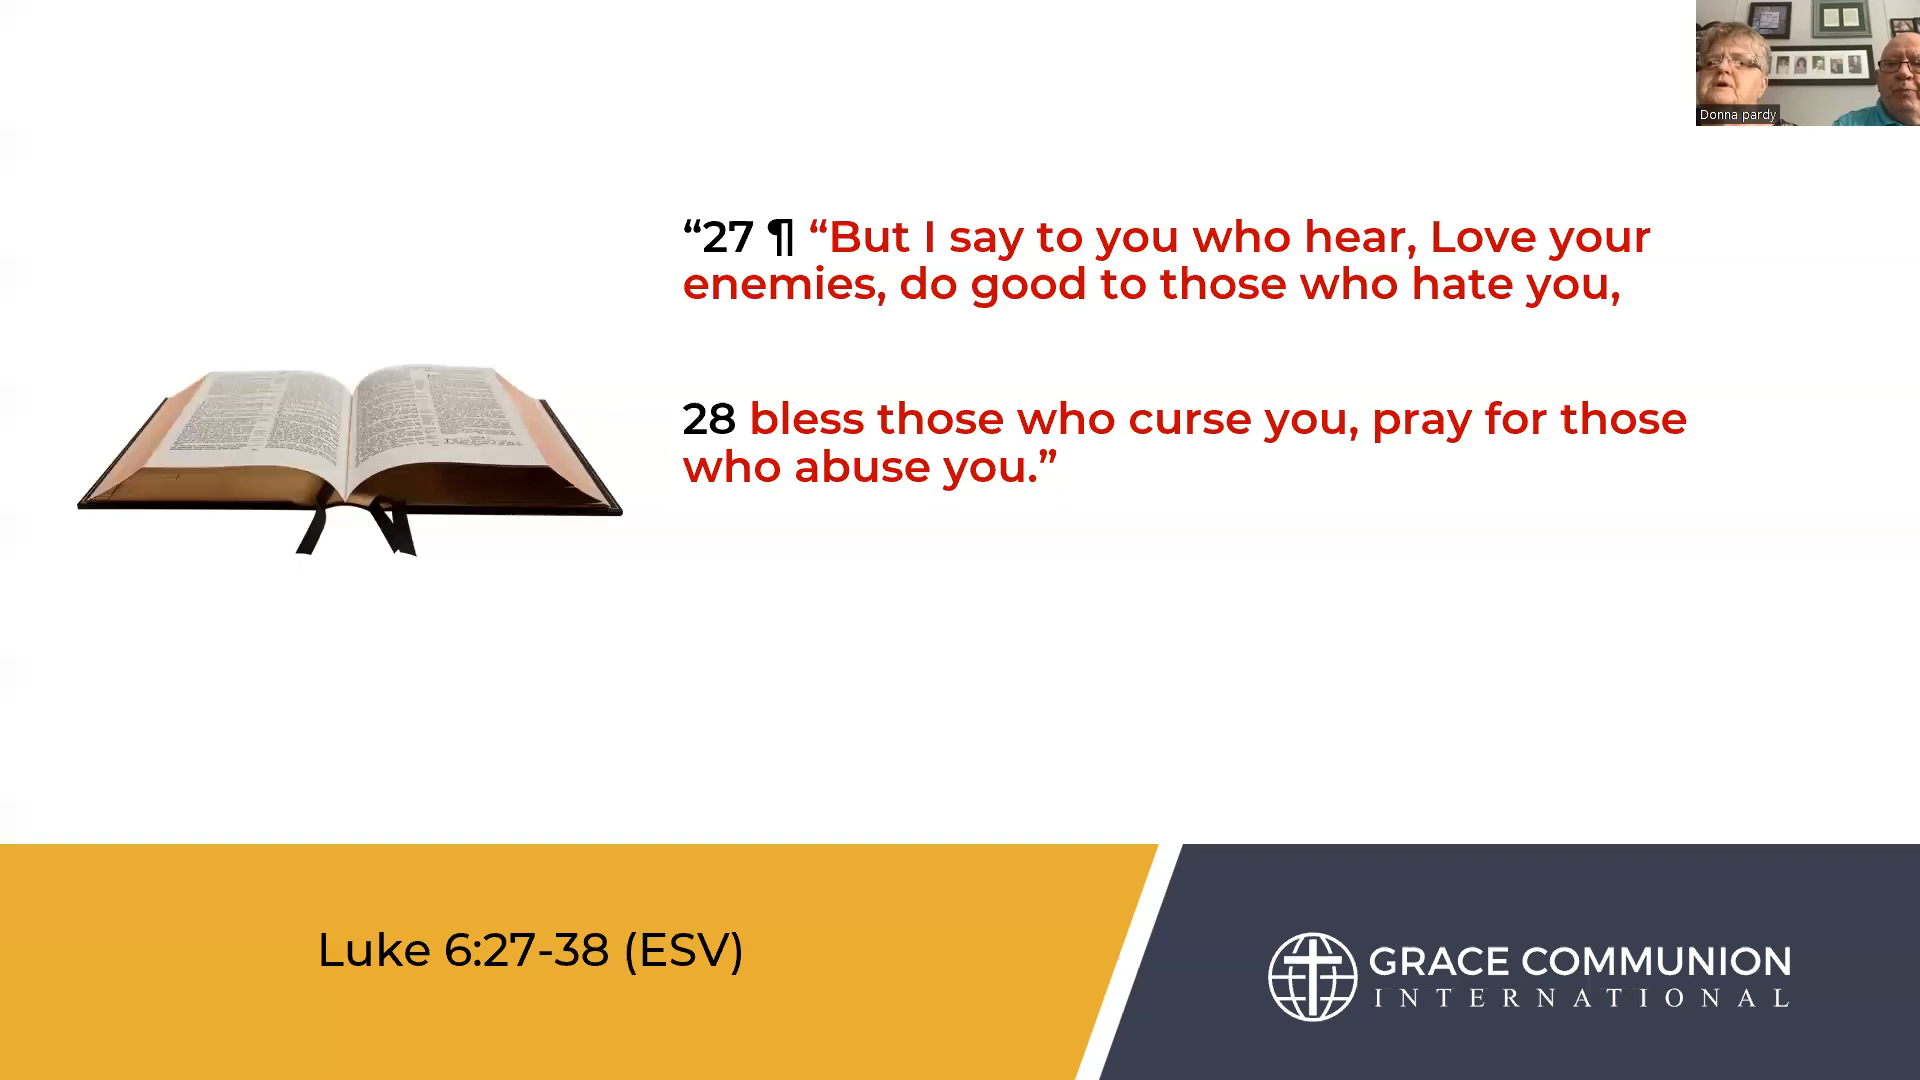 Donna pardy
“27 ¶ “But I say to you who hear, Love your
enemies, do good to those who hate you,
28 bless those who curse you, pray for those
who abuse you.”
Luke 6:27-38 (ESV)
GRACE COMMUNION
INTERNATIONAL